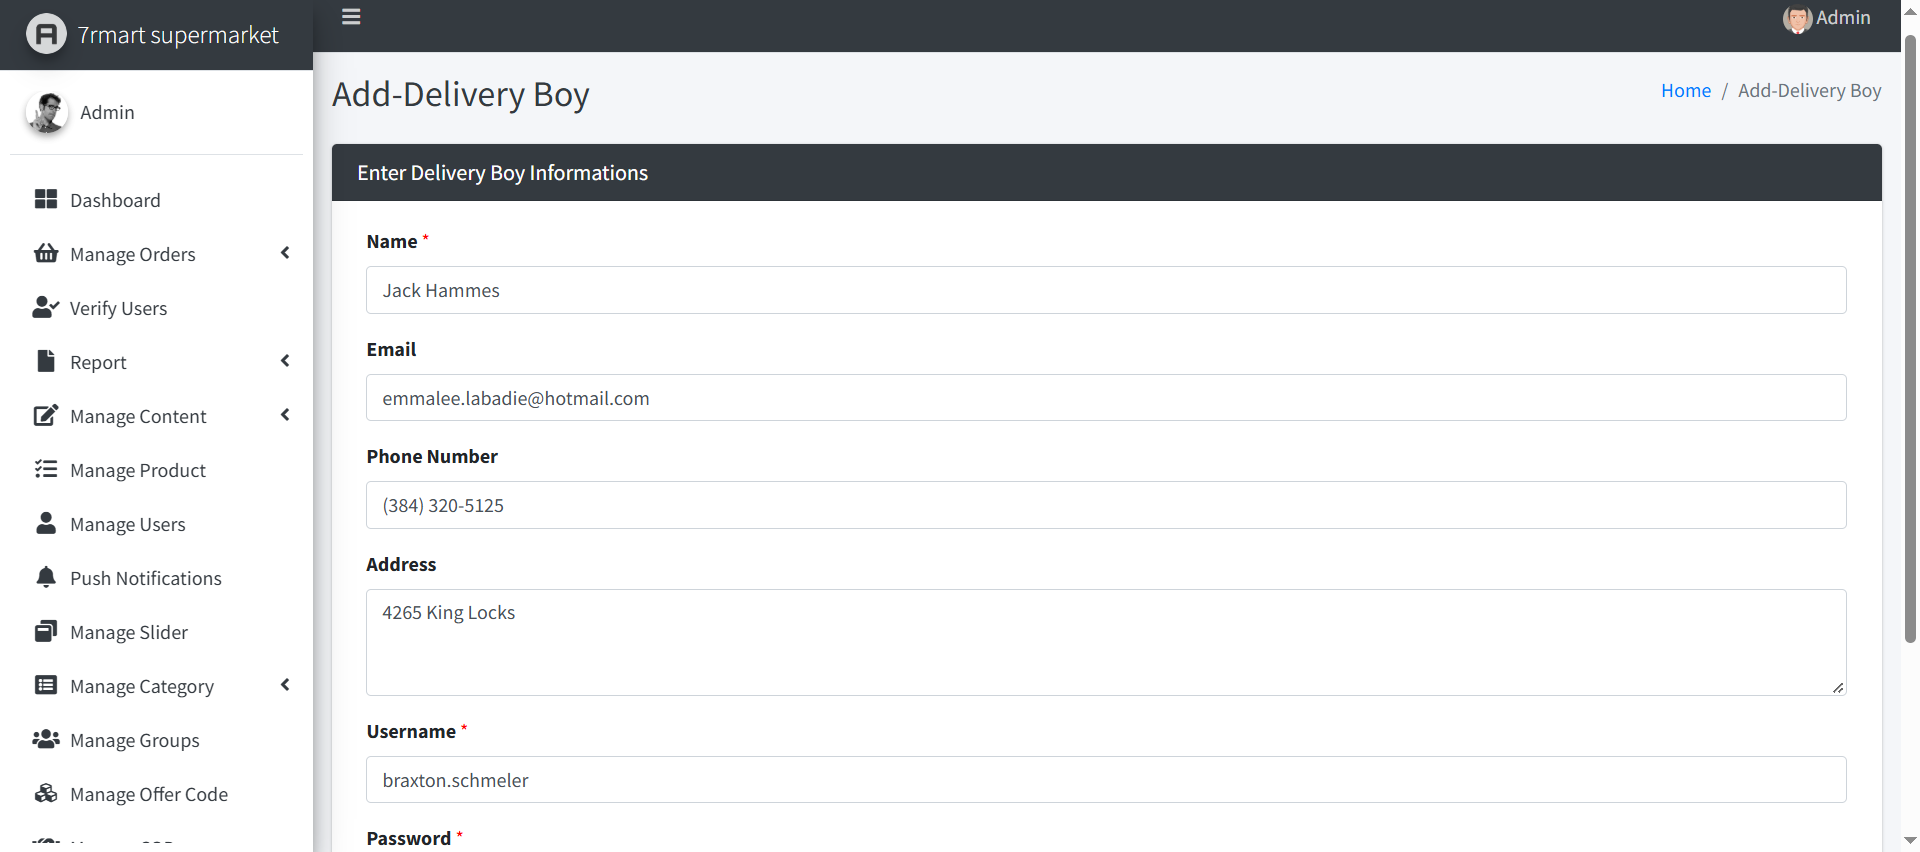 7rmart supermarket
Admin
Admin
Dashboard
Manage Orders
Verify Users
Report
Manage Content
Manage Product
Manage Users
Push Notifications
Manage Slider
Manage Category
Manage Groups
Manage Offer Code
Add-Delivery Boy
Home / Add-Delivery Boy
Enter Delivery Boy Informations
Name *
Jack Hammes
Email
emmalee.labadie@hotmail.com
Phone Number
(384) 320-5125
Address
4265 King Locks
Username *
braxton.schmeler
Password *